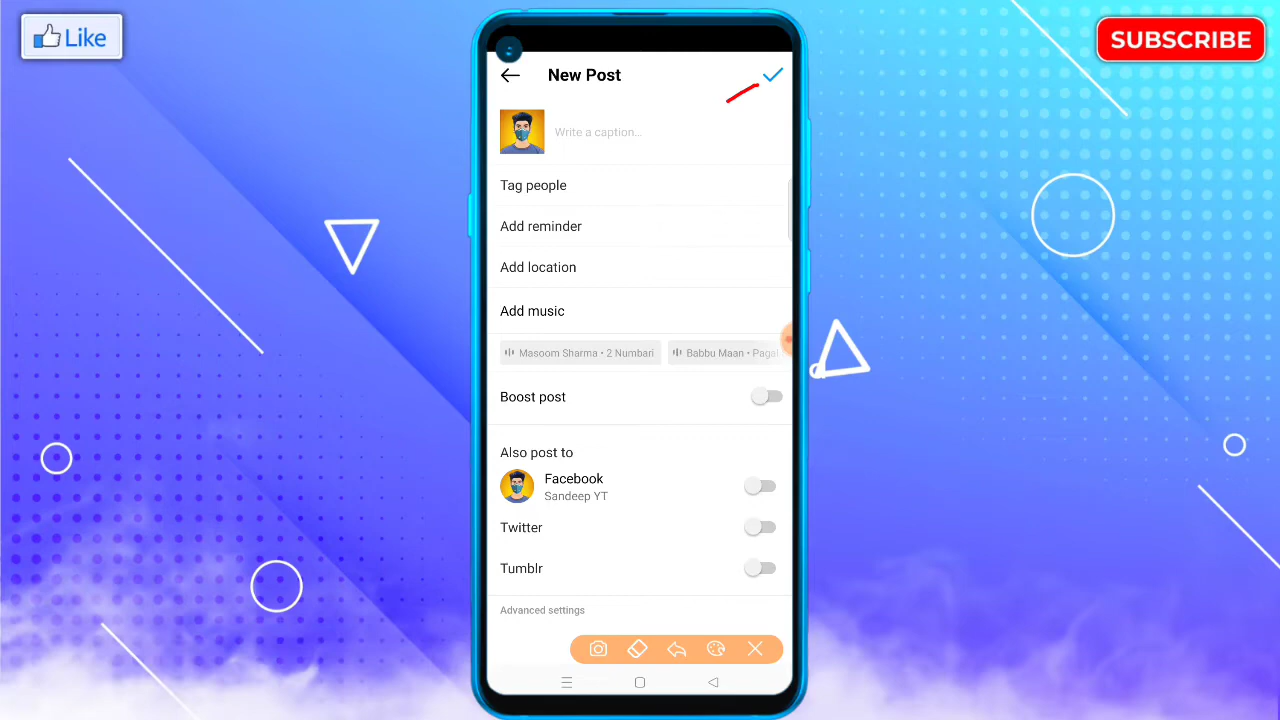 Like
SUBSCRIBE
New Post
Write a caption...
Tag people
Add reminder
Add location
Add music
Masoom Sharma • 2 Numbari
Babbu Maan • Pagal
Boost post
Also post to
Facebook
Sandeep YT
Twitter
Tumblr
Advanced settings